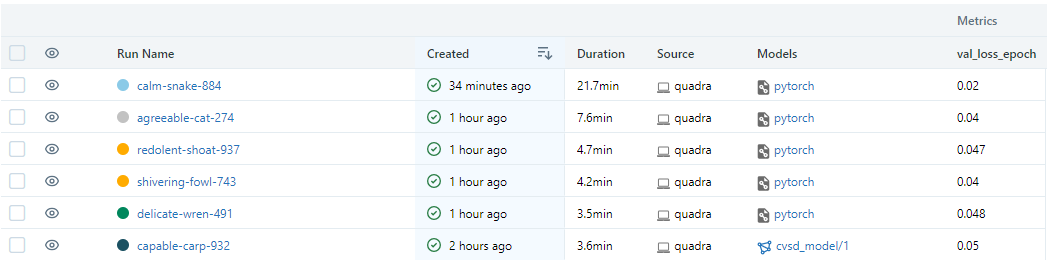 Metrics
Run Name Created Duration Source Models val_loss_epoch
calm-snake-884 34 minutes ago 21.7min quadra pytorch 0.02
agreeable-cat-274 1 hour ago 7.6min quadra pytorch 0.04
redolent-shoat-937 1 hour ago 4.7min quadra pytorch 0.047
shivering-fowl-743 1 hour ago 4.2min quadra pytorch 0.04
delicate-wren-491 1 hour ago 3.5min quadra pytorch 0.048
capable-carp-932 2 hours ago 3.6min quadra cvsd_model/1 0.05